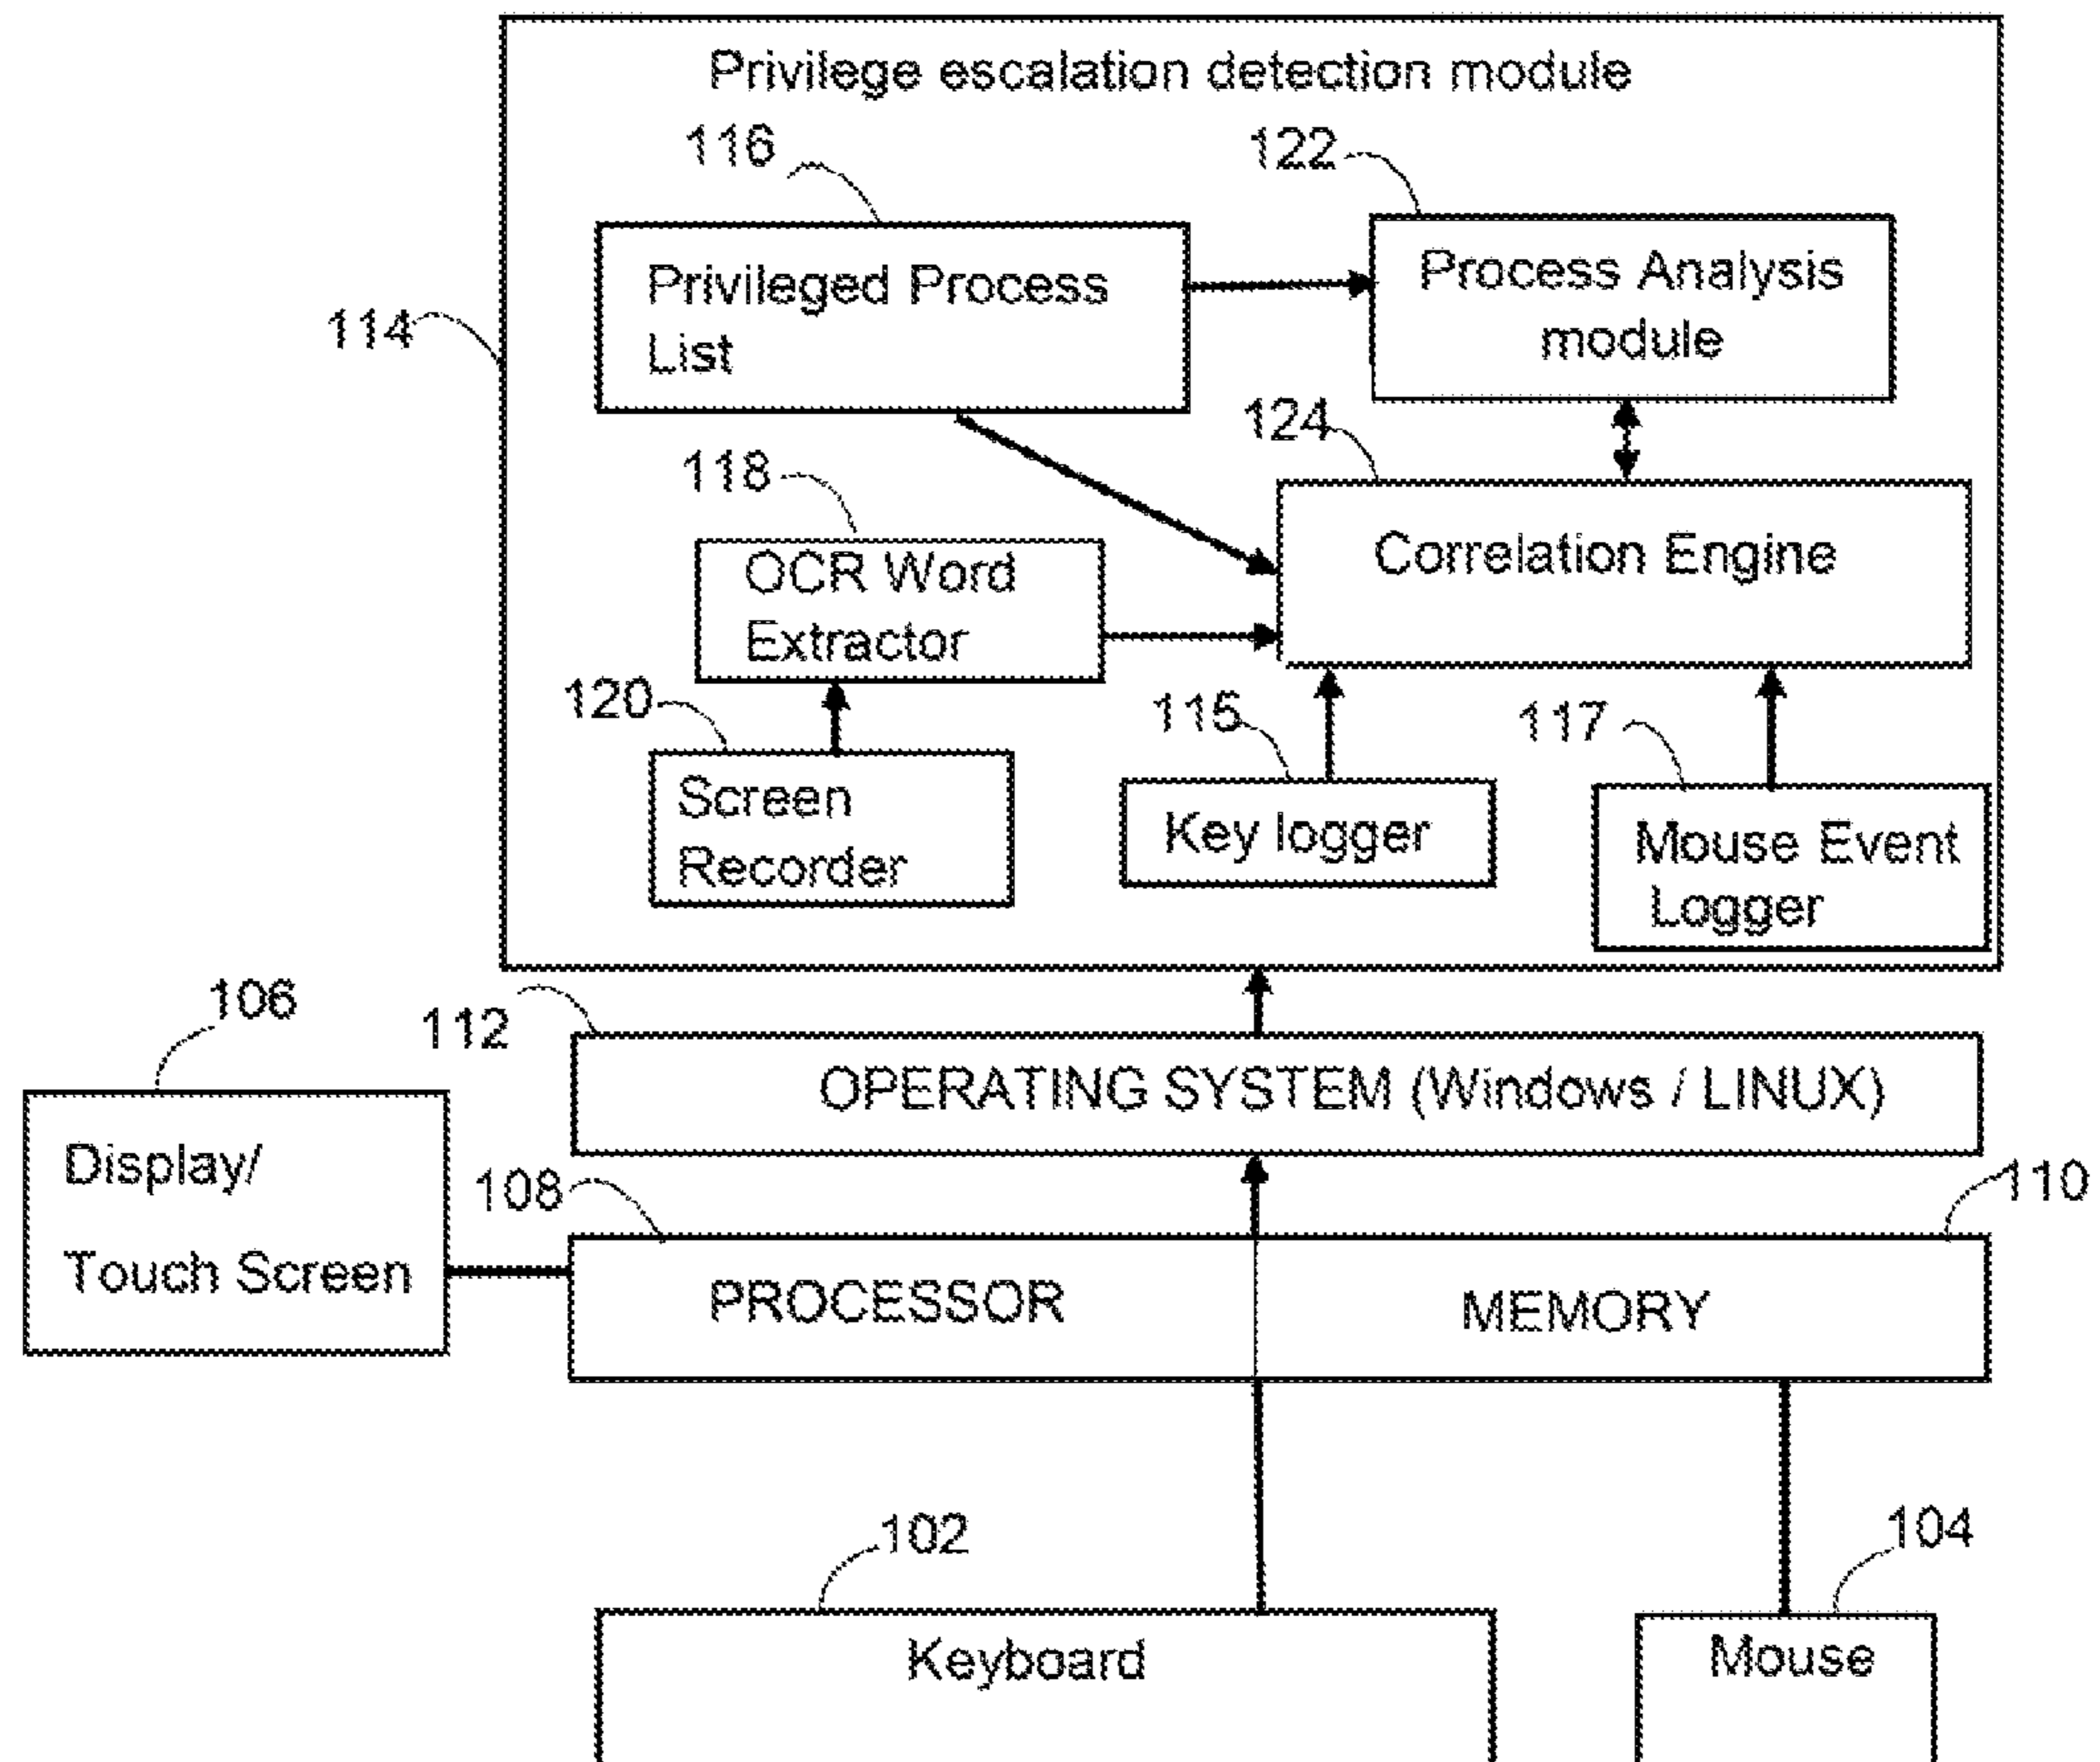 Privilege escalation detection module
116
122
Privileged Process
List
Process Analysis
module
114
124
118
OCR Word
Extractor
Correlation Engine
120
115
117
Screen
Recorder
Key logger
Mouse Event
Logger
106
112
OPERATING SYSTEM (Windows / LINUX)
Display/
Touch Screen
108
110
PROCESSOR
MEMORY
102
104
Keyboard
Mouse